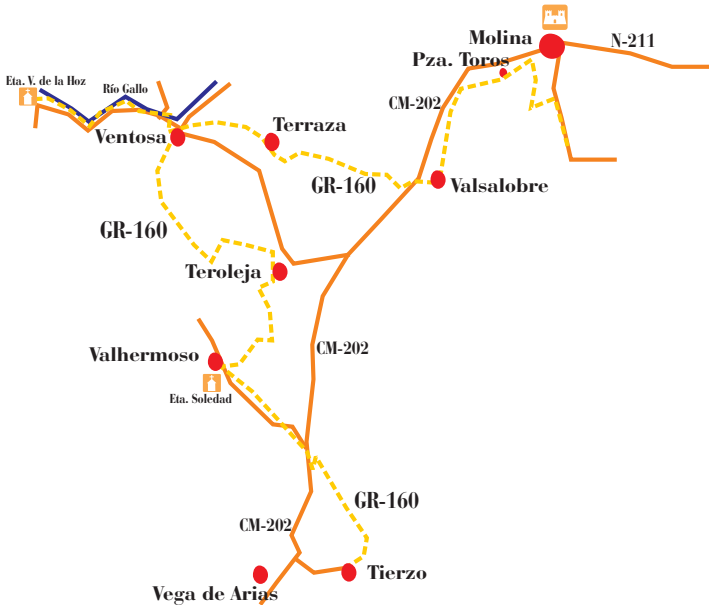 Molina
N-211
Pza. Toros
Eta. V. de la Hoz
Río Gallo
CM-202
Terraza
Ventosa
GR-160
Valsalobre
GR-160
Teroleja
CM-202
Valhermoso
Eta. Soledad
GR-160
CM-202
Tierzo
Vega de Arias